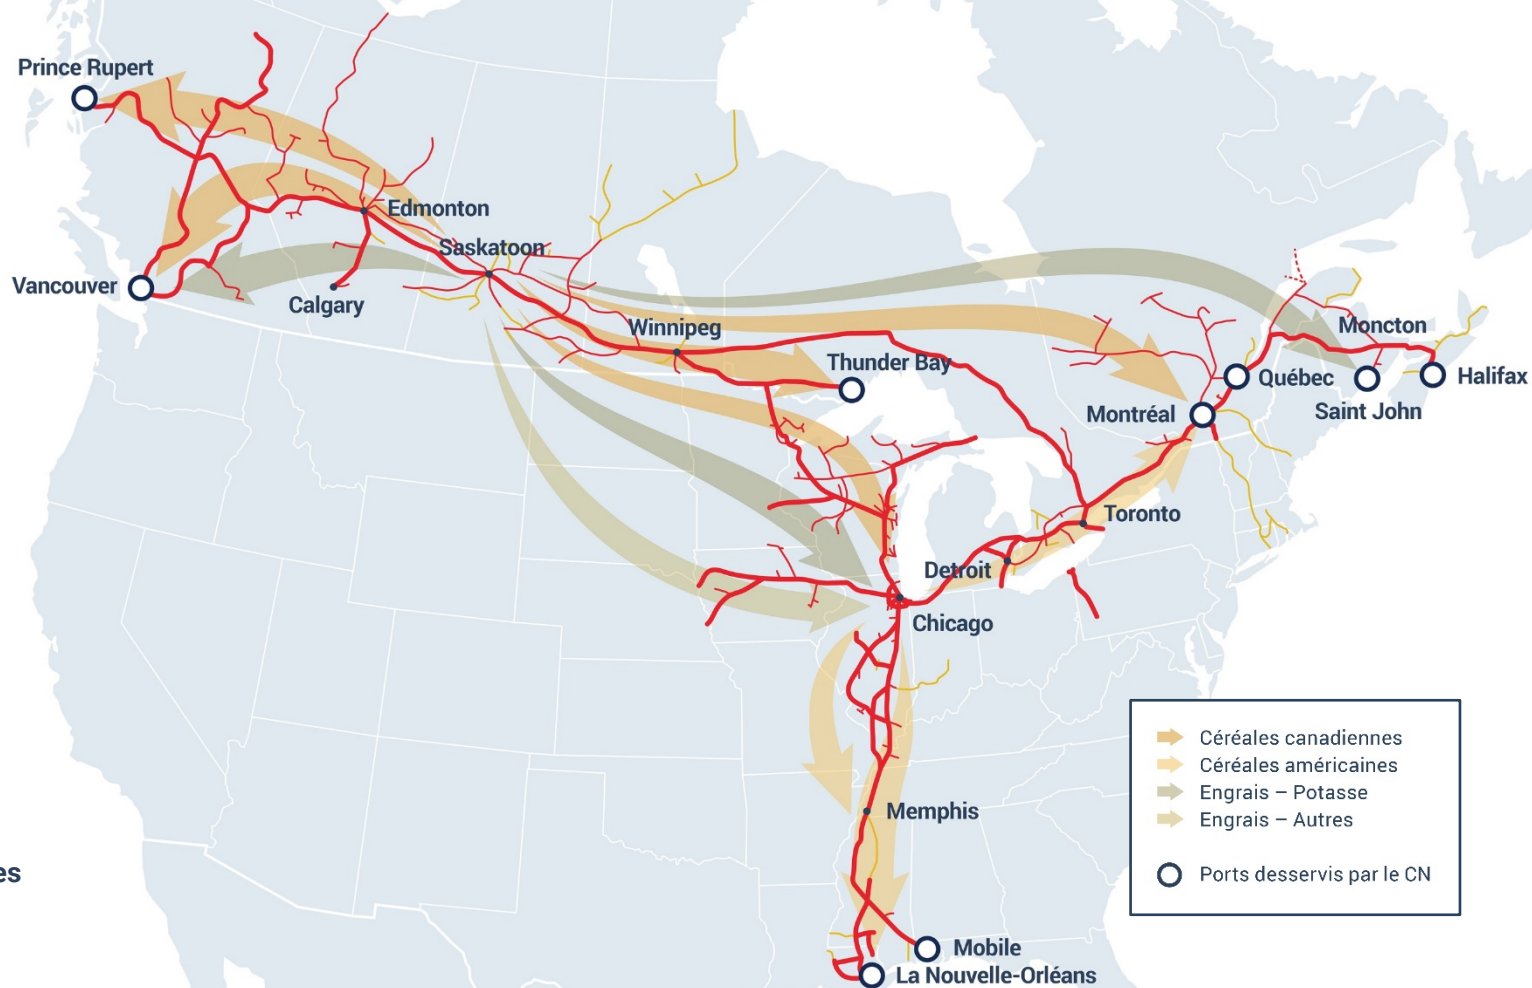 Prince Rupert
Edmonton
Saskatoon
Vancouver
Calgary
Winnipeg
Thunder Bay
Moncton
Québec
Halifax
Montréal
Saint John
Toronto
Detroit
Chicago
Memphis
Mobile
La Nouvelle-Orléans
Céréales canadiennes
Céréales américaines
Engrais – Potasse
Engrais – Autres
Ports desservis par le CN
es